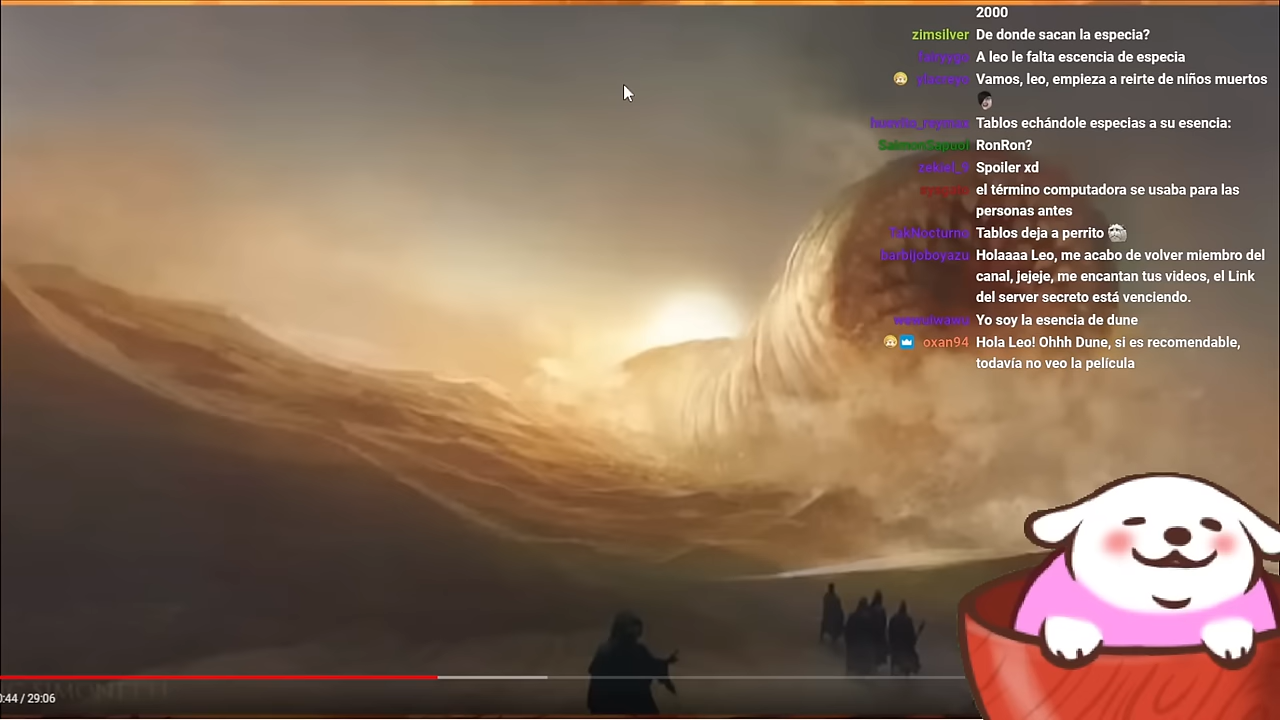 2000
zimsilver De donde sacan la especia?
A leo le falta escencia de especia
Vamos, leo, empieza a reirte de niños muertos
Tablos echándole especias a su esencia:
SaimonSapuol RonRon?
Spoiler xd
el término computadora se usaba para las
personas antes
TakNocturno Tablos deja a perrito
barbijoboyazu Holaaaa Leo, me acabo de volver miembro del
canal, jejeje, me encantan tus videos, el Link
del server secreto está venciendo.
Yo soy la esencia de dune
oxan94 Hola Leo! Ohhh Dune, si es recomendable,
todavía no veo la película
0:44 / 29:06